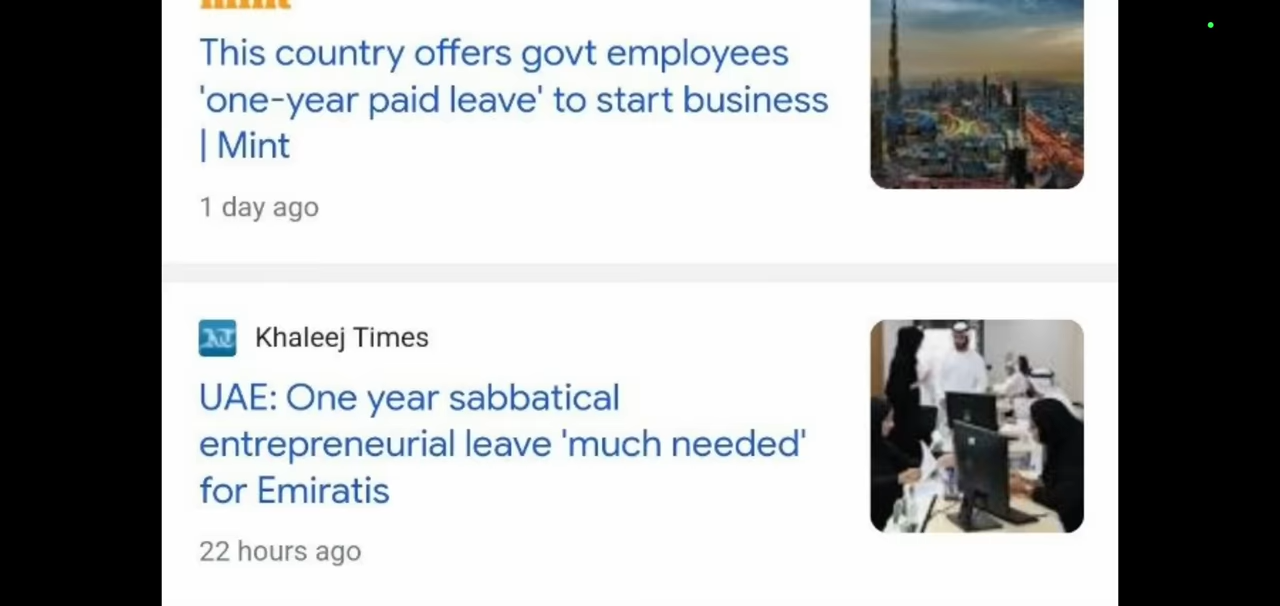 This country offers govt employees
'one-year paid leave' to start business
| Mint
1 day ago
Khaleej Times
UAE: One year sabbatical
entrepreneurial leave 'much needed'
for Emiratis
22 hours ago